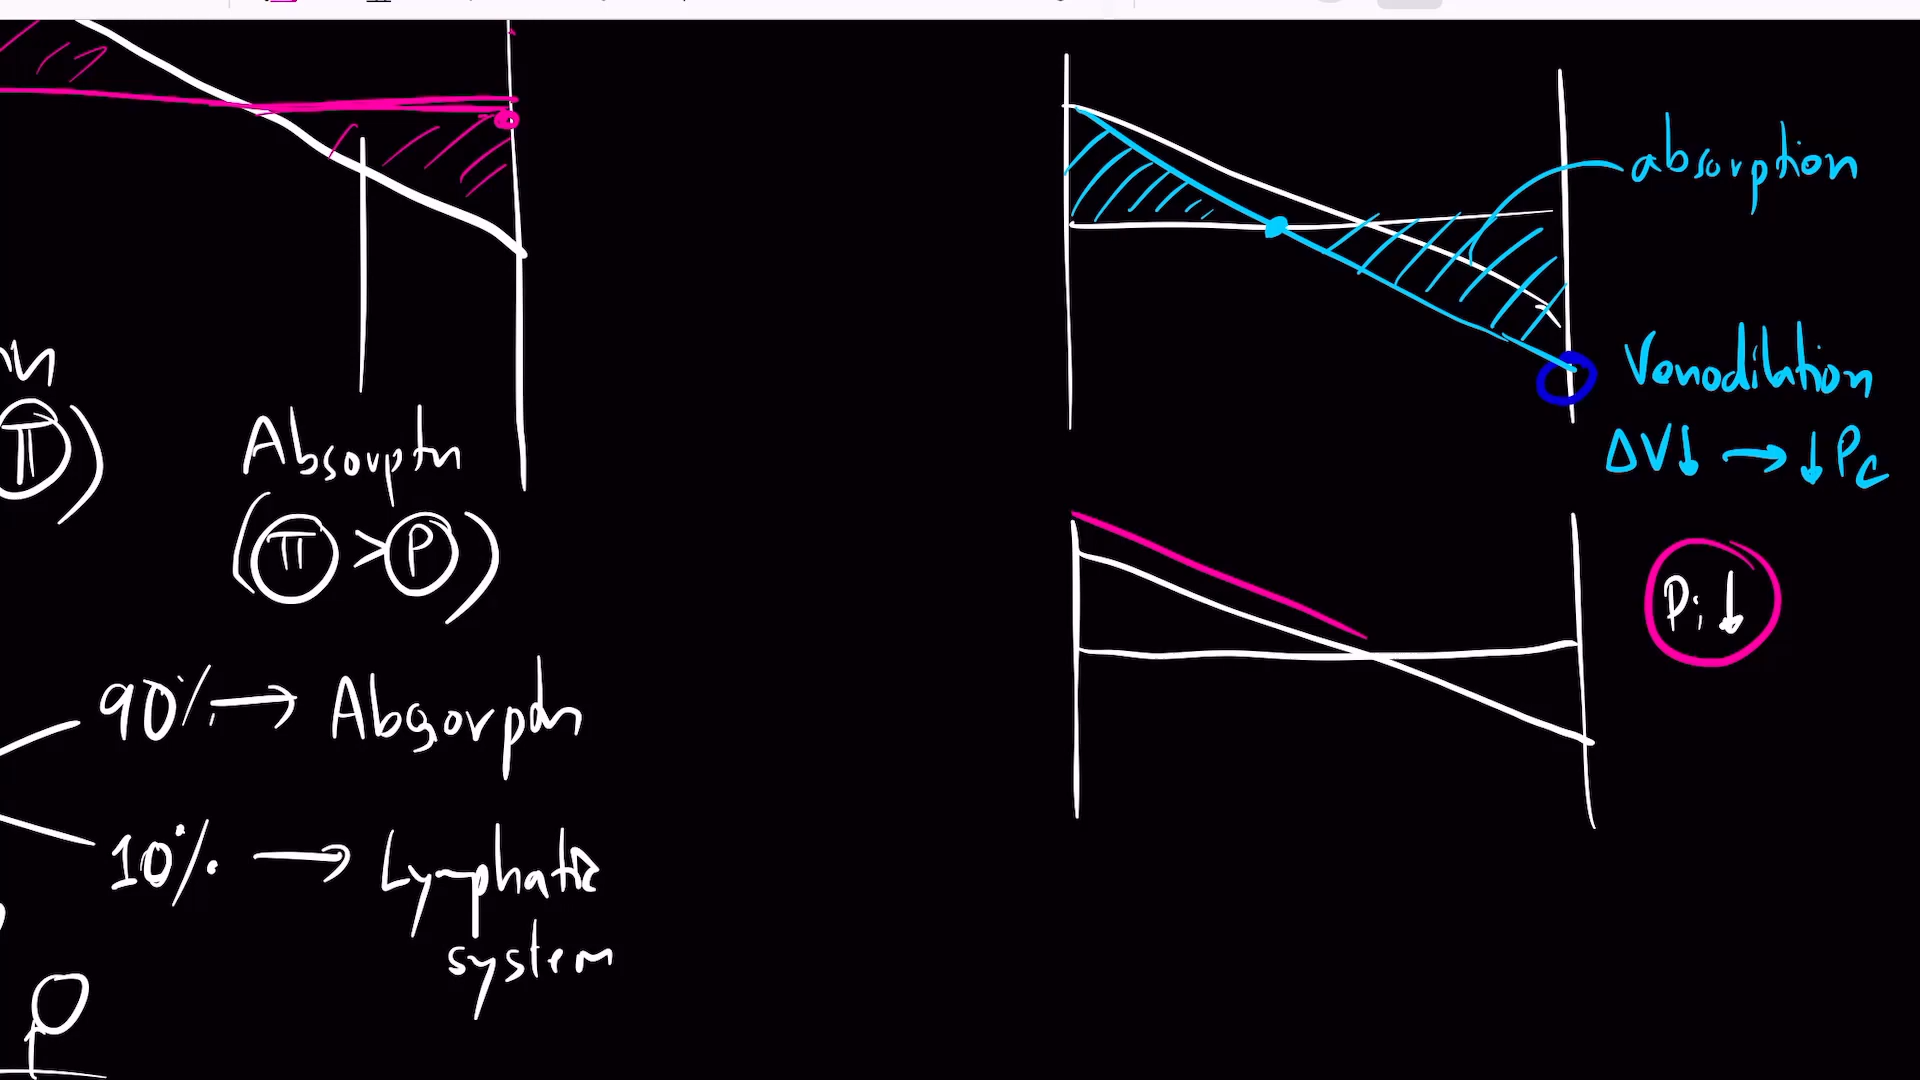 Absorptn
(π > P)
π)
90% → Absorptn
10% → Lymphatic
system
absorption
Venodilation
ΔV↓ → ↓Pc
Pi↓